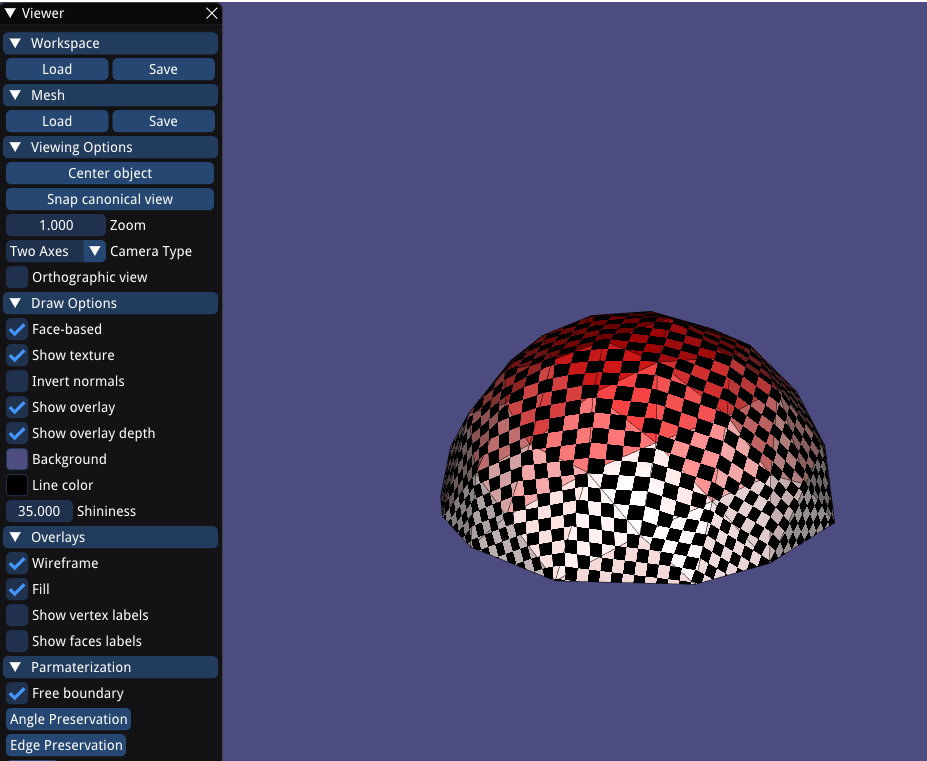 Viewer
Workspace
Load Save
Mesh
Load Save
Viewing Options
Center object
Snap canonical view
1.000 Zoom
Two Axes Camera Type
Orthographic view
Draw Options
Face-based
Show texture
Invert normals
Show overlay
Show overlay depth
Background
Line color
35.000 Shininess
Overlays
Wireframe
Fill
Show vertex labels
Show faces labels
Parmaterization
Free boundary
Angle Preservation
Edge Preservation